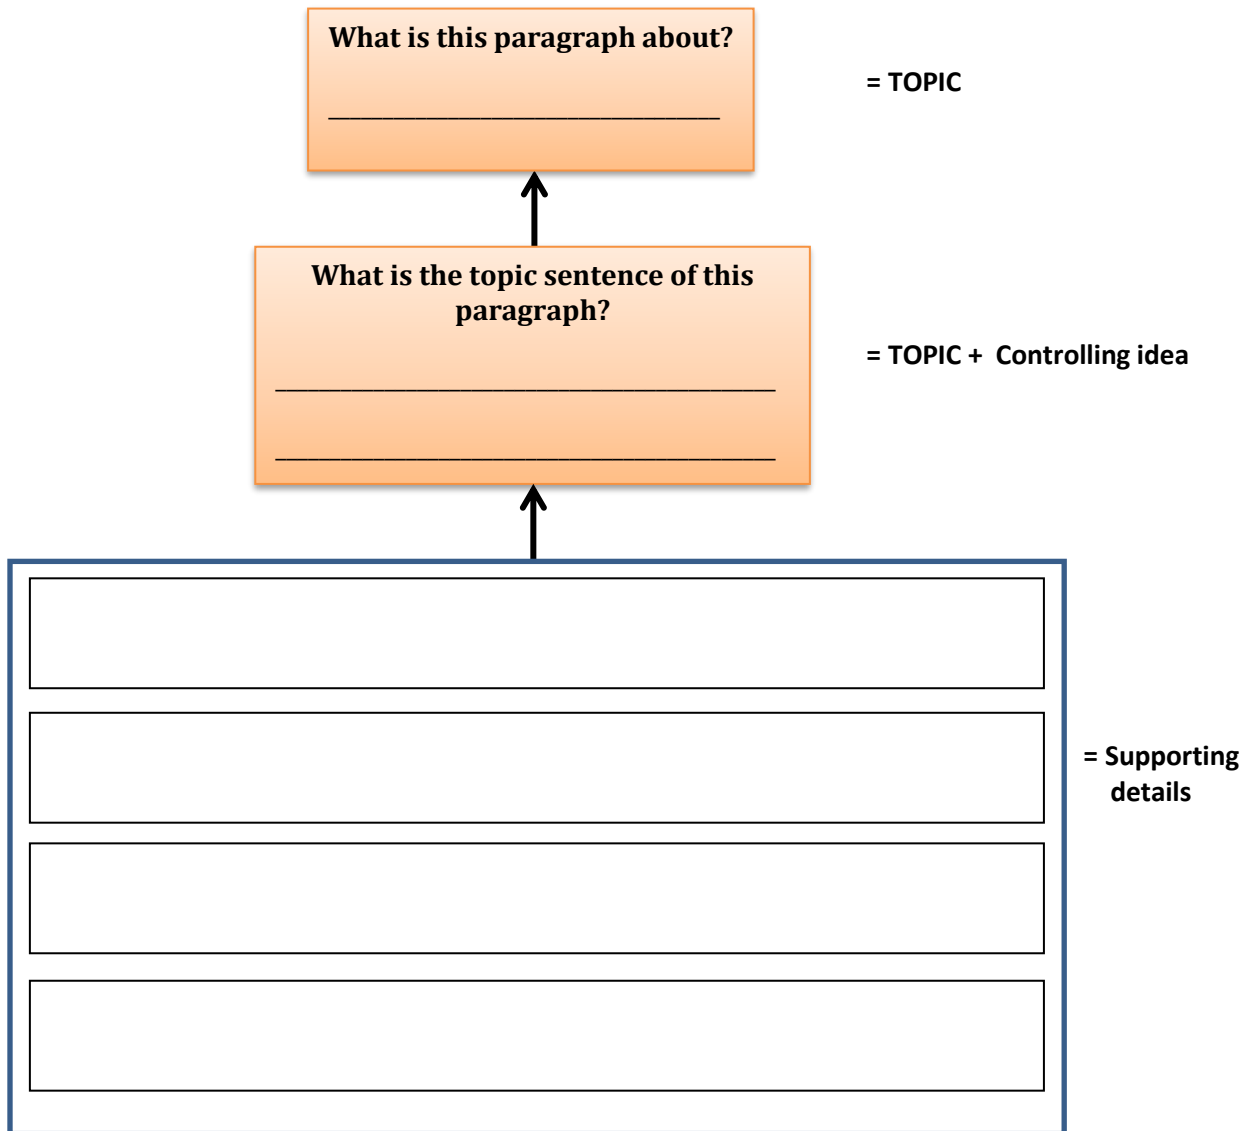 What is this paragraph about?
= TOPIC
What is the topic sentence of this
paragraph?
= TOPIC + Controlling idea
= Supporting
details